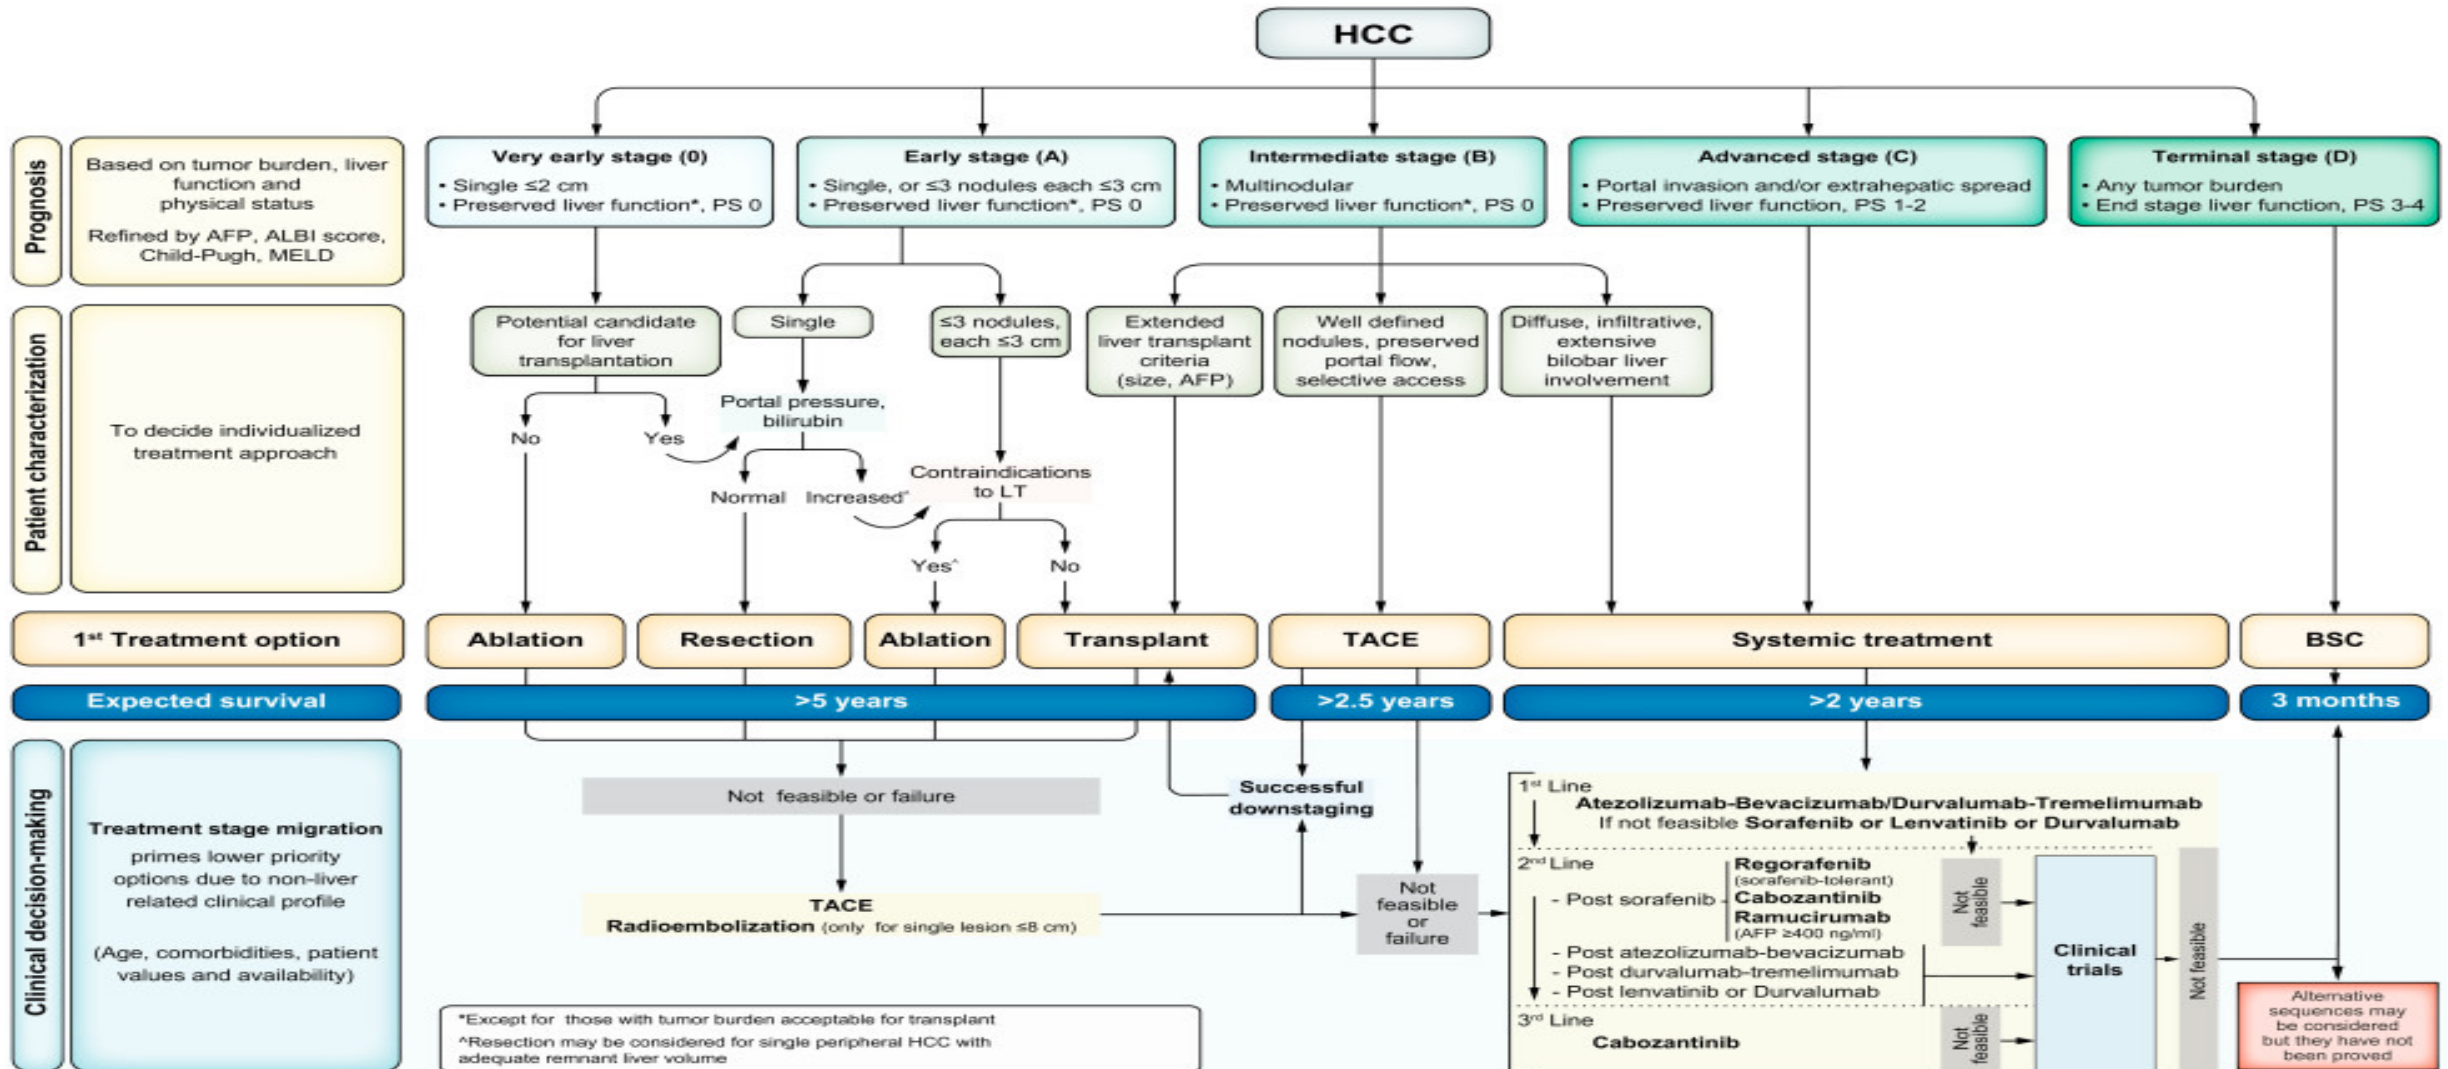 HCC
Prognosis
Based on tumor burden, liver
function and
physical status
Refined by AFP, ALBI score,
Child-Pugh, MELD
Very early stage (0)
• Single ≤2 cm
• Preserved liver function*, PS 0
Early stage (A)
• Single, or ≤3 nodules each ≤3 cm
• Preserved liver function*, PS 0
Intermediate stage (B)
• Multinodular
• Preserved liver function*, PS 0
Advanced stage (C)
• Portal invasion and/or extrahepatic spread
• Preserved liver function, PS 1-2
Terminal stage (D)
• Any tumor burden
• End stage liver function, PS 3-4
Patient characterization
To decide individualized
treatment approach
Potential candidate
for liver
transplantation
Single
≤3 nodules,
each ≤3 cm
Extended
liver transplant
criteria
(size, AFP)
Well defined
nodules, preserved
portal flow,
selective access
Diffuse, infiltrative,
extensive
bilobar liver
involvement
No
Yes
Portal pressure,
bilirubin
Normal
Increased^
Contraindications
to LT
Yes^
No
1st Treatment option
Ablation
Resection
Ablation
Transplant
TACE
Systemic treatment
BSC
Expected survival
>5 years
>2.5 years
>2 years
3 months
Clinical decision-making
Treatment stage migration
primes lower priority
options due to non-liver
related clinical profile
(Age, comorbidities, patient
values and availability)
Not feasible or failure
TACE
Radioembolization (only for single lesion ≤8 cm)
Successful
downstaging
Not
feasible
or
failure
1st Line
Atezolizumab-Bevacizumab/Durvalumab-Tremelimumab
If not feasible Sorafenib or Lenvatinib or Durvalumab
2nd Line
- Post sorafenib
Regorafenib
(sorafenib-tolerant)
Cabozantinib
Ramucirumab
(AFP ≥400 ng/ml)
- Post atezolizumab-bevacizumab
- Post durvalumab-tremelimumab
- Post lenvatinib or Durvalumab
Not
feasible
Clinical
trials
Not feasible
3rd Line
Cabozantinib
Not
feasible
Alternative
sequences may
be considered
but they have not
been proved
*Except for those with tumor burden acceptable for transplant
^Resection may be considered for single peripheral HCC with
adequate remnant liver volume